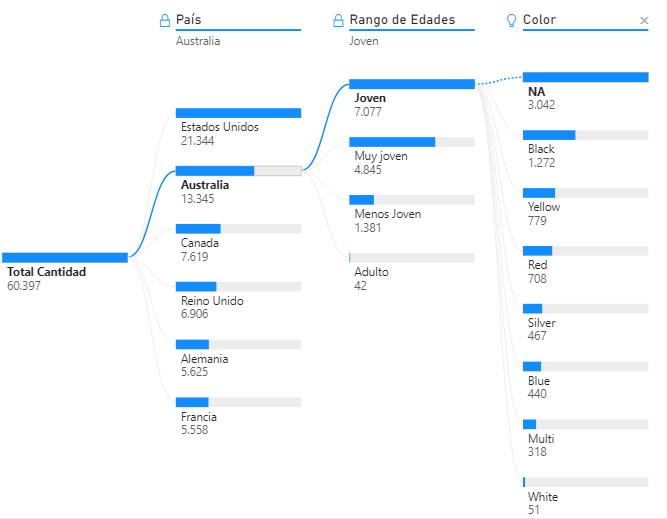 País
Australia
Rango de Edades
Joven
Color
Total Cantidad
60.397
Estados Unidos
21.344
Australia
13.345
Canada
7.619
Reino Unido
6.906
Alemania
5.625
Francia
5.558
Joven
7.077
Muy joven
4.845
Menos Joven
1.381
Adulto
42
NA
3.042
Black
1.272
Yellow
779
Red
708
Silver
467
Blue
440
Multi
318
White
51